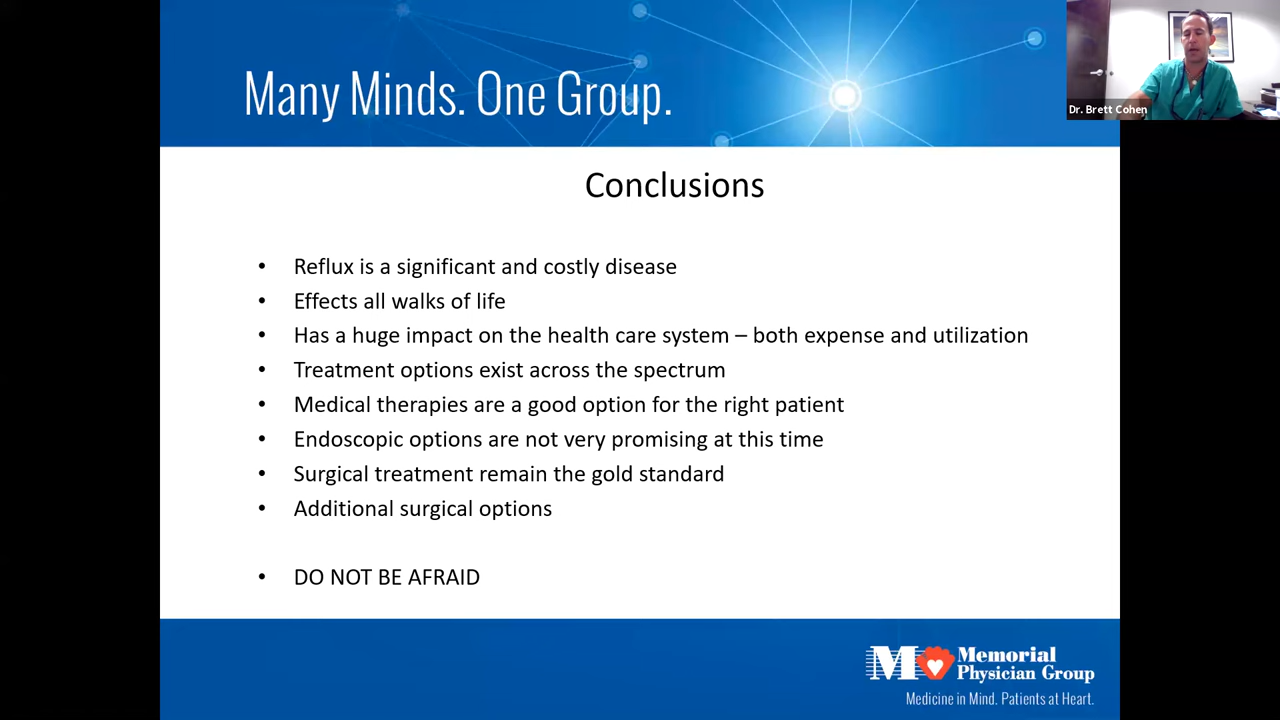 Many Minds. One Group.
Dr. Brett Cohen
Conclusions
• Reflux is a significant and costly disease
• Effects all walks of life
• Has a huge impact on the health care system – both expense and utilization
• Treatment options exist across the spectrum
• Medical therapies are a good option for the right patient
• Endoscopic options are not very promising at this time
• Surgical treatment remain the gold standard
• Additional surgical options
• DO NOT BE AFRAID
M Memorial
Physician Group
Medicine in Mind. Patients at Heart.